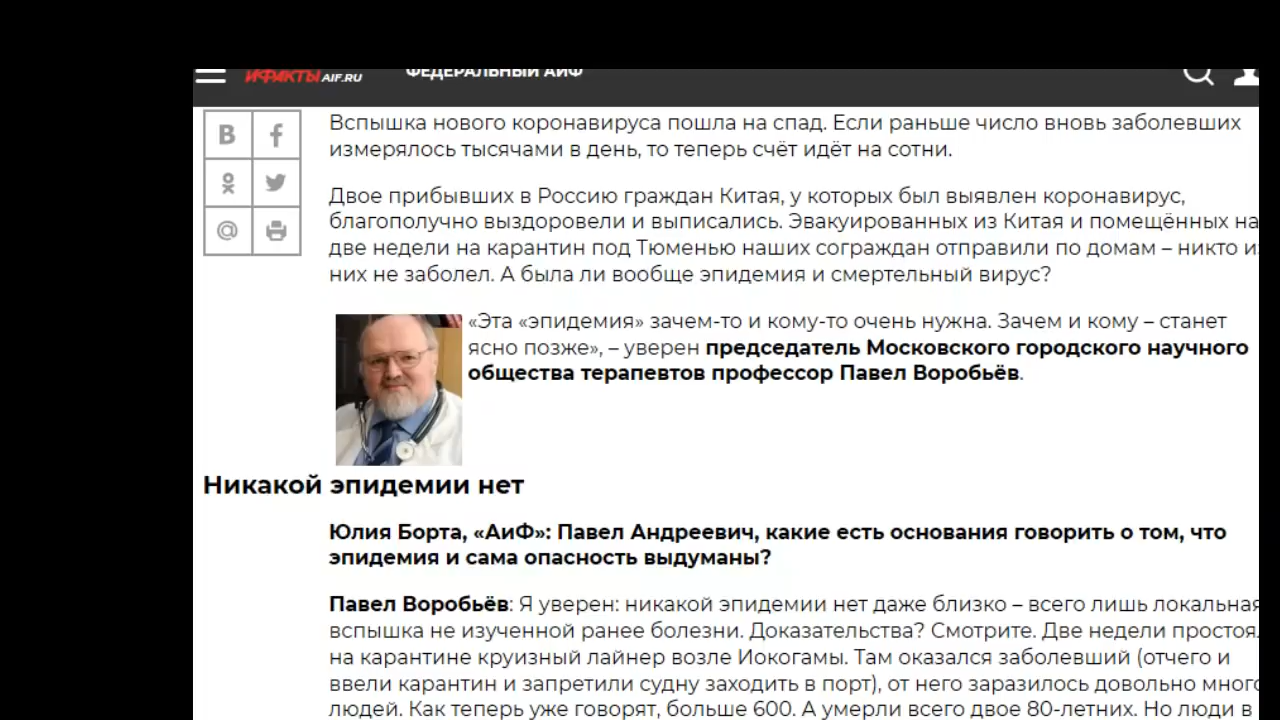 ИФАКТЫ AIF.RU
ФЕДЕРАЛЬНЫЙ АИФ
Вспышка нового коронавируса пошла на спад. Если раньше число вновь заболевших
измерялось тысячами в день, то теперь счёт идёт на сотни.
Двое прибывших в Россию граждан Китая, у которых был выявлен коронавирус,
благополучно выздоровели и выписались. Эвакуированных из Китая и помещённых на
две недели на карантин под Тюменью наших сограждан отправили по домам – никто
них не заболел. А была ли вообще эпидемия и смертельный вирус?
«Эта «эпидемия» зачем-то и кому-то очень нужна. Зачем и кому – станет
ясно позже», – уверен председатель Московского городского научного
общества терапевтов профессор Павел Воробьёв.
Никакой эпидемии нет
Юлия Борта, «АиФ»: Павел Андреевич, какие есть основания говорить о том, что
эпидемия и сама опасность выдуманы?
Павел Воробьёв: Я уверен: никакой эпидемии нет даже близко – всего лишь локальная
вспышка не изученной ранее болезни. Доказательства? Смотрите. Две недели
на карантине круизный лайнер возле Иокогамы. Там оказался заболевший (отчего и
ввели карантин и запретили судну заходить в порт), от него заразилось довольно
людей. Как теперь уже говорят, больше 600. А умерли всего двое 80-летних. Но люди в